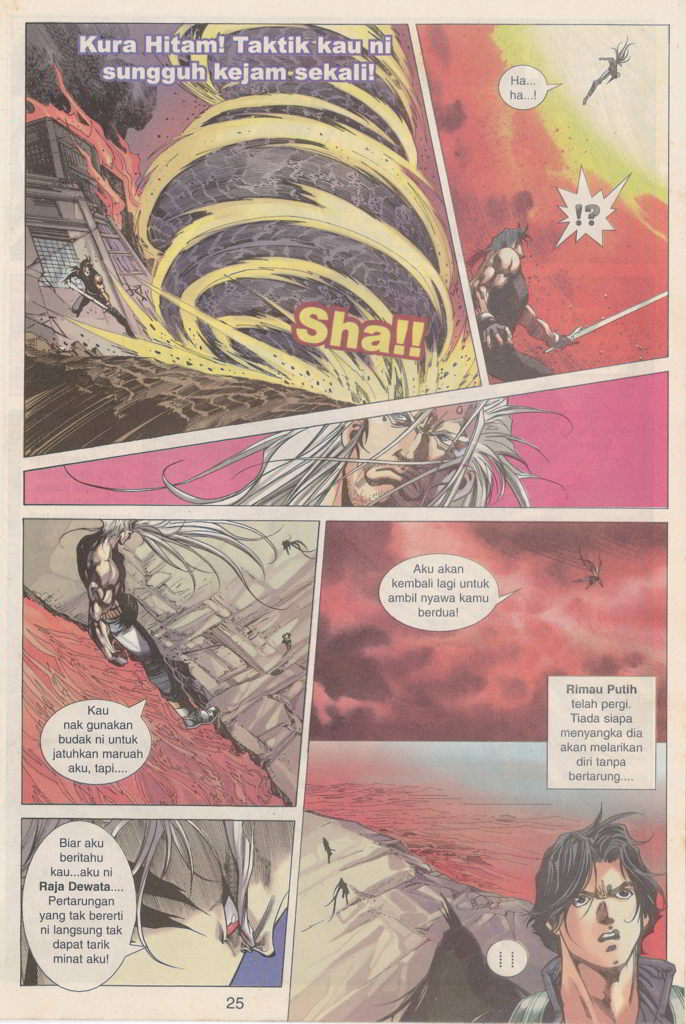 Kura Hitam! Taktik kau ni
sungguh kejam sekali!
Sha!!
Ha...
ha...!
!?
Kau
nak gunakan
budak ni untuk
jatuhkan maruah
aku, tapi....
Aku akan
kembali lagi untuk
ambil nyawa kamu
berdua!
Rimau Putih
telah pergi.
Tiada siapa
menyangka dia
akan melarikan
diri tanpa
bertarung....
Biar aku
beritahu
kau...aku ni
Raja Dewata....
Pertarungan
yang tak bererti
ni langsung tak
dapat tarik
minat aku!
25